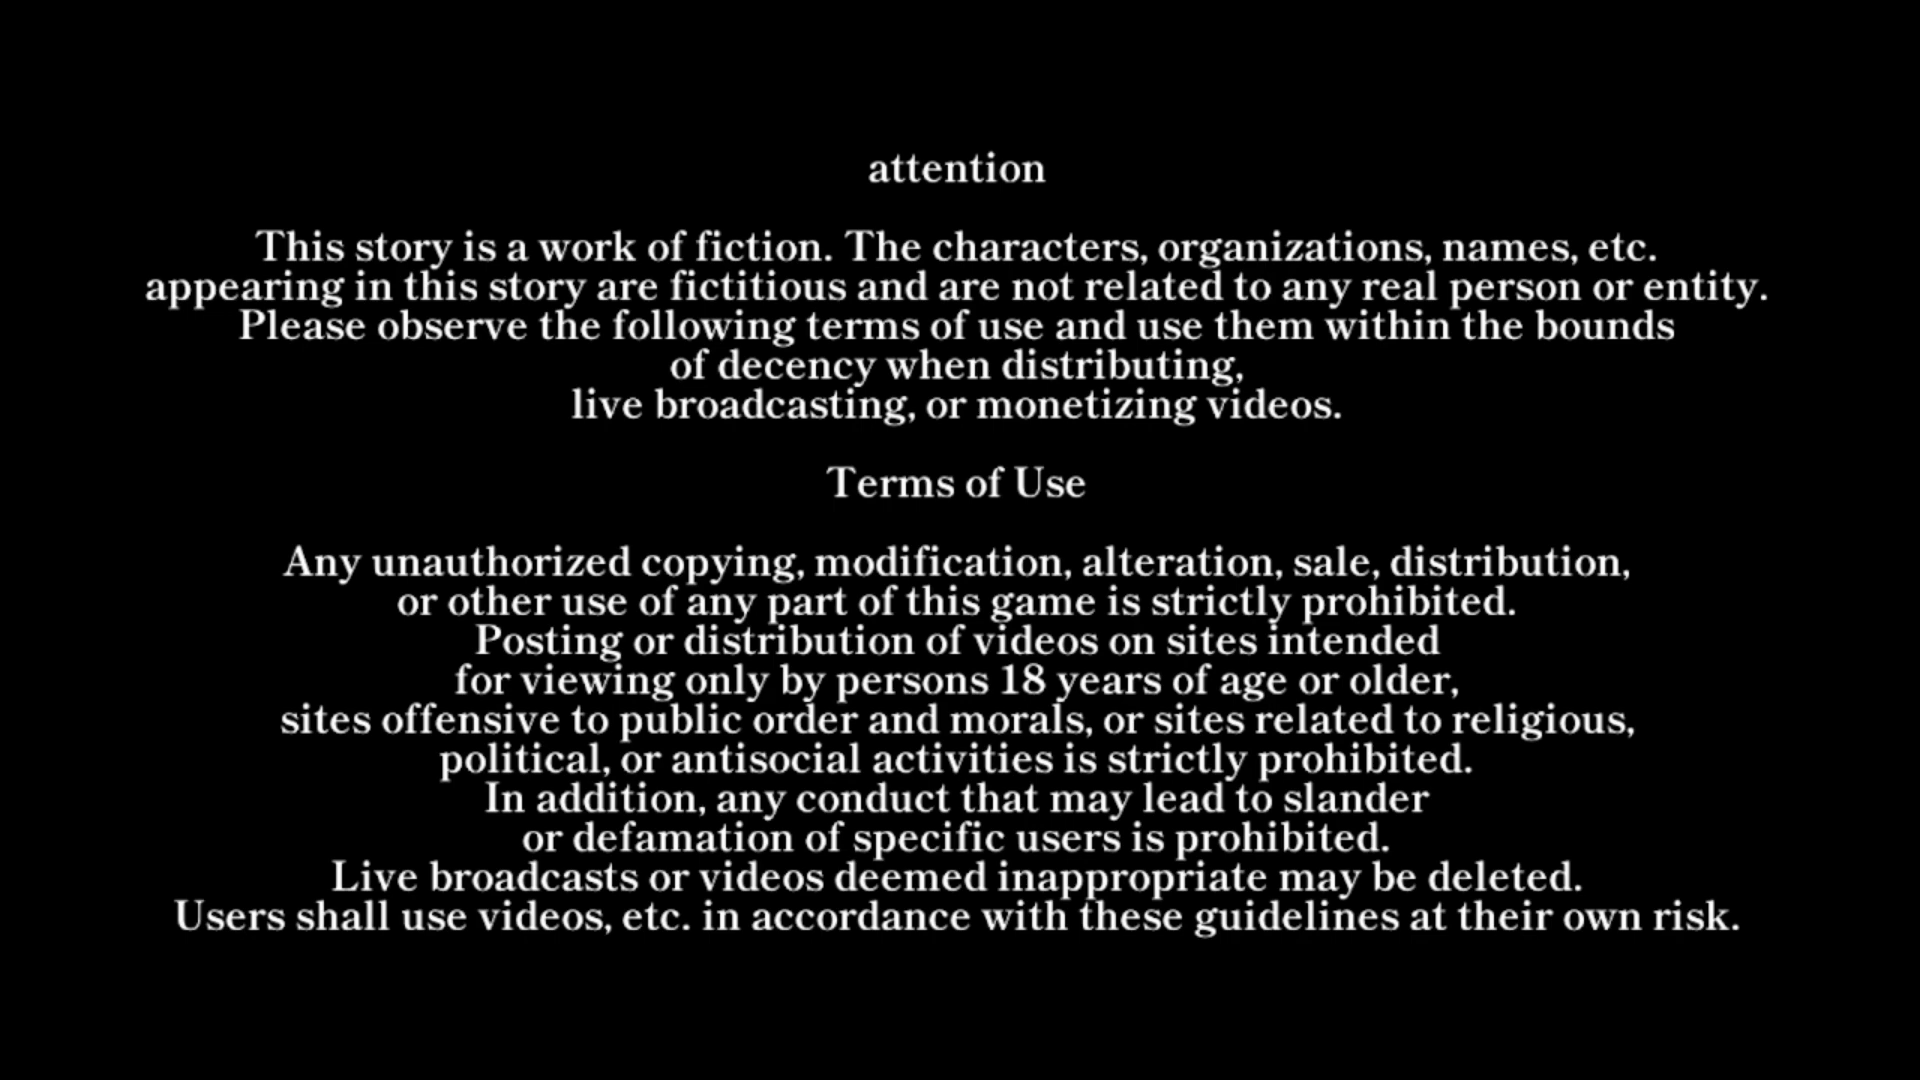 attention
This story is a work of fiction. The characters, organizations, names, etc.
appearing in this story are fictitious and are not related to any real person or entity.
Please observe the following terms of use and use them within the bounds
of decency when distributing,
live broadcasting, or monetizing videos.
Terms of Use
Any unauthorized copying, modification, alteration, sale, distribution,
or other use of any part of this game is strictly prohibited.
Posting or distribution of videos on sites intended
for viewing only by persons 18 years of age or older,
sites offensive to public order and morals, or sites related to religious,
political, or antisocial activities is strictly prohibited.
In addition, any conduct that may lead to slander
or defamation of specific users is prohibited.
Live broadcasts or videos deemed inappropriate may be deleted.
Users shall use videos, etc. in accordance with these guidelines at their own risk.